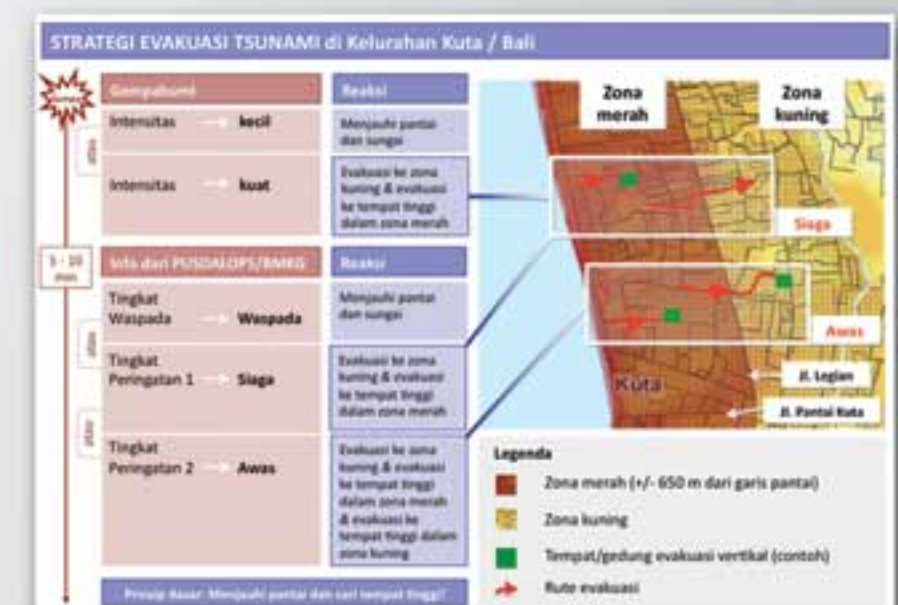 STRATEGI EVAKUASI TSUNAMI di Kelurahan Kuta / Bali
Gempabumi
Reaksi
Intensitas
kecil
Menjauhi pantai
dan sungai
atau
Intensitas
kuat
Evakuasi ke zona
kuning & evakuasi
ke tempat tinggi
dalam zona merah
5 - 10
min
Info dari PUSDALOPS/BMKG
Reaksi
Tingkat
Waspada
Waspada
Menjauhi pantai
dan sungai
atau
Tingkat
Peringatan 1
Siaga
Evakuasi ke zona
kuning & evakuasi
ke tempat tinggi
dalam zona merah
atau
Tingkat
Peringatan 2
Awas
Evakuasi ke zona
kuning & evakuasi
ke tempat tinggi
dalam zona merah
& evakuasi ke
tempat tinggi dalam
zona kuning
Prinsip dasar: Menjauhi pantai dan cari tempat tinggi!
Zona
merah
Zona
kuning
Siaga
Awas
Kuta
Jl. Legian
Jl. Pantai Kuta
Legenda
Zona merah (+/- 650 m dari garis pantai)
Zona kuning
Tempat/gedung evakuasi vertikal (contoh)
Rute evakuasi